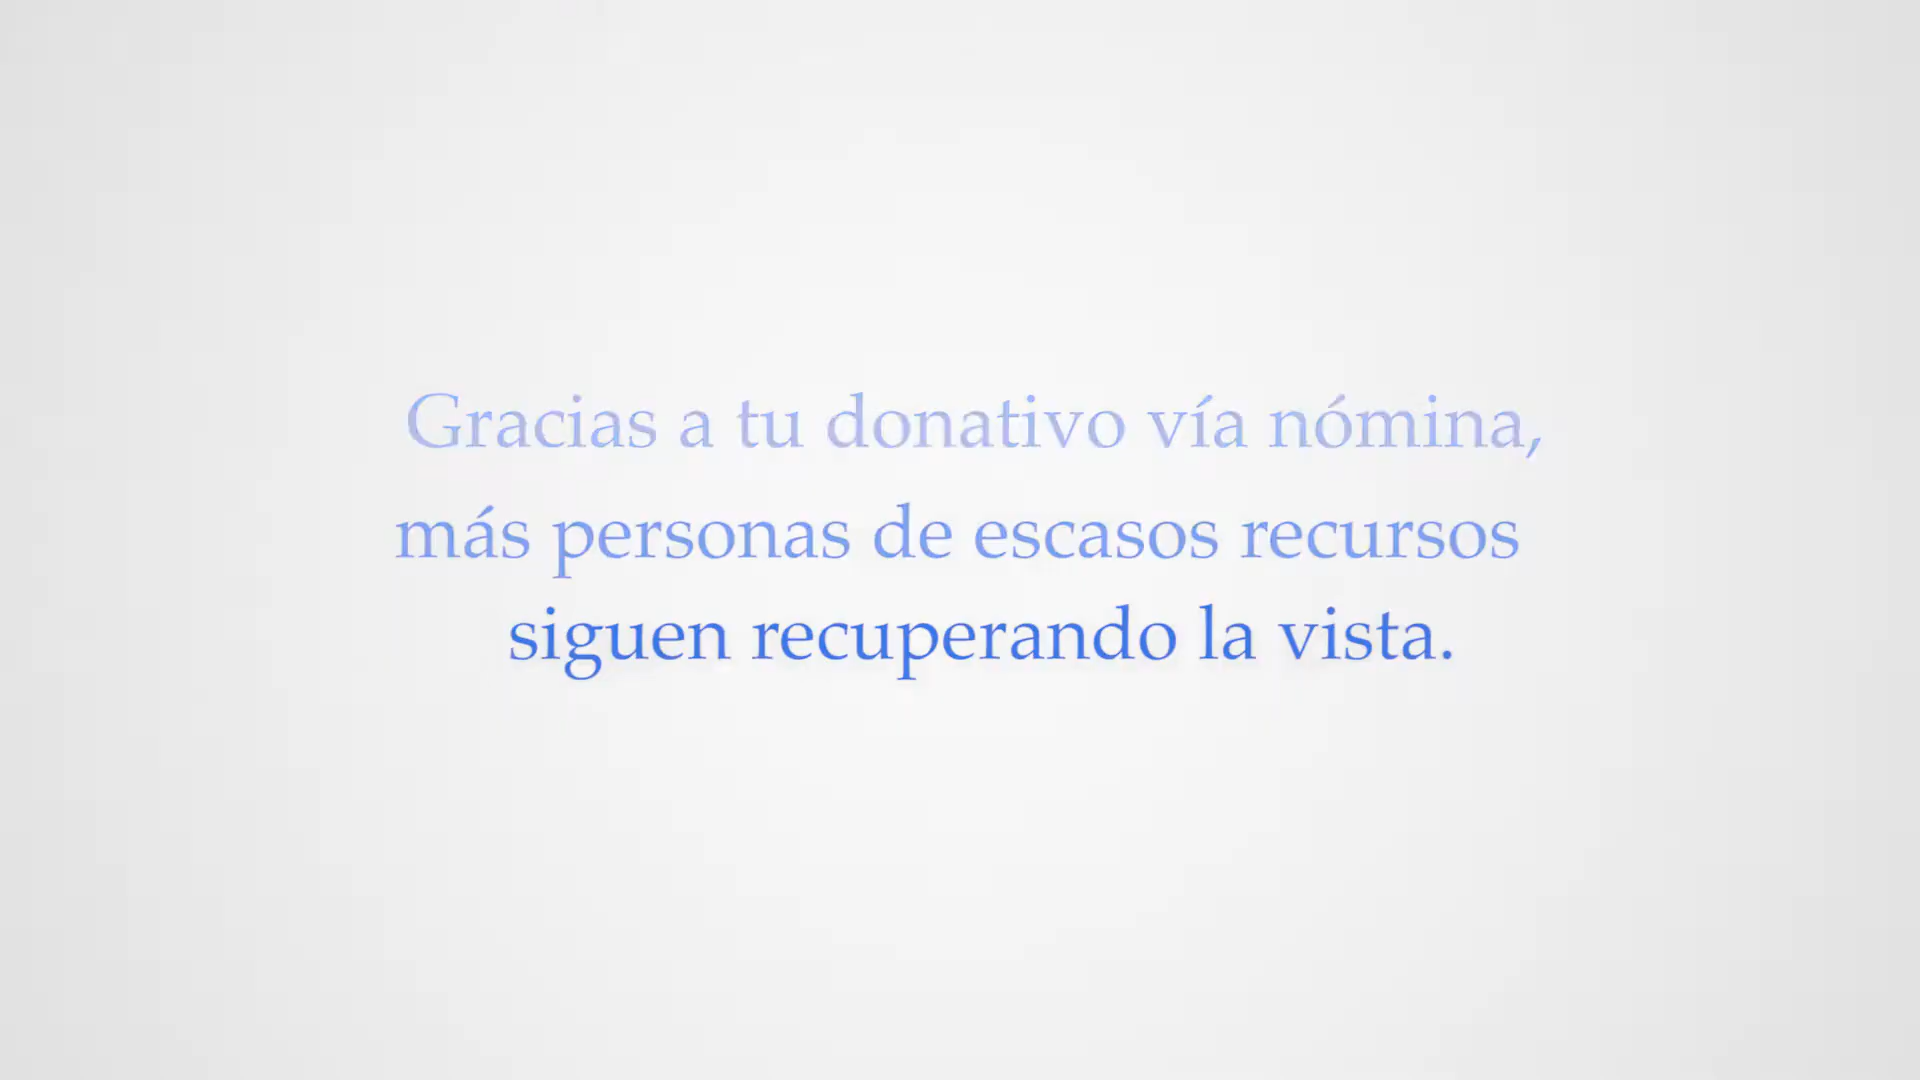 Gracias a tu donativo vía nómina,
más personas de escasos recursos
siguen recuperando la vista.